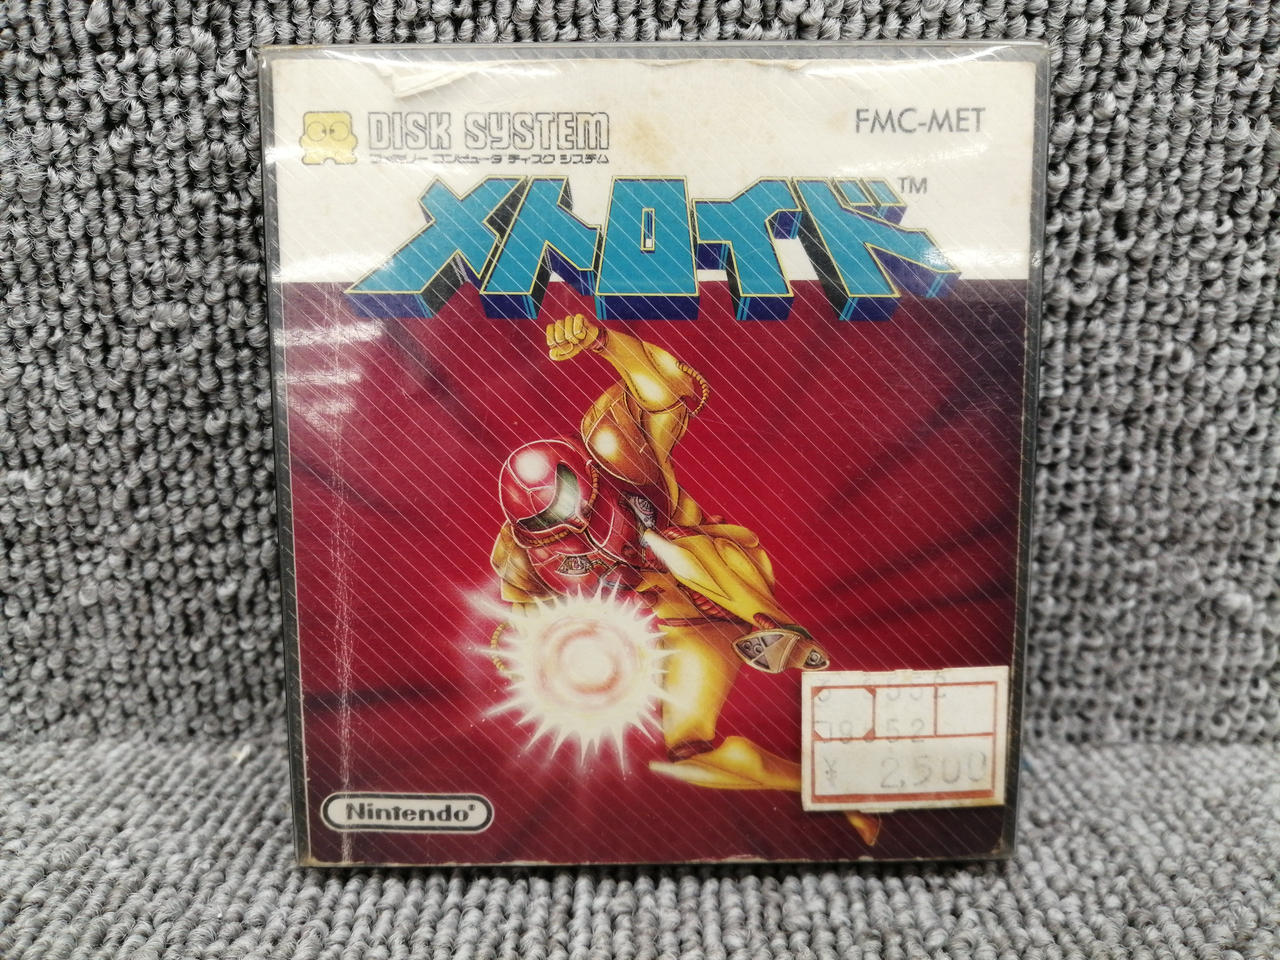 DISK SYSTEM
FMC-MET
ファミリー コンピュータ ディスク システム
メトロイド™
Nintendo®
52
¥ 2,500